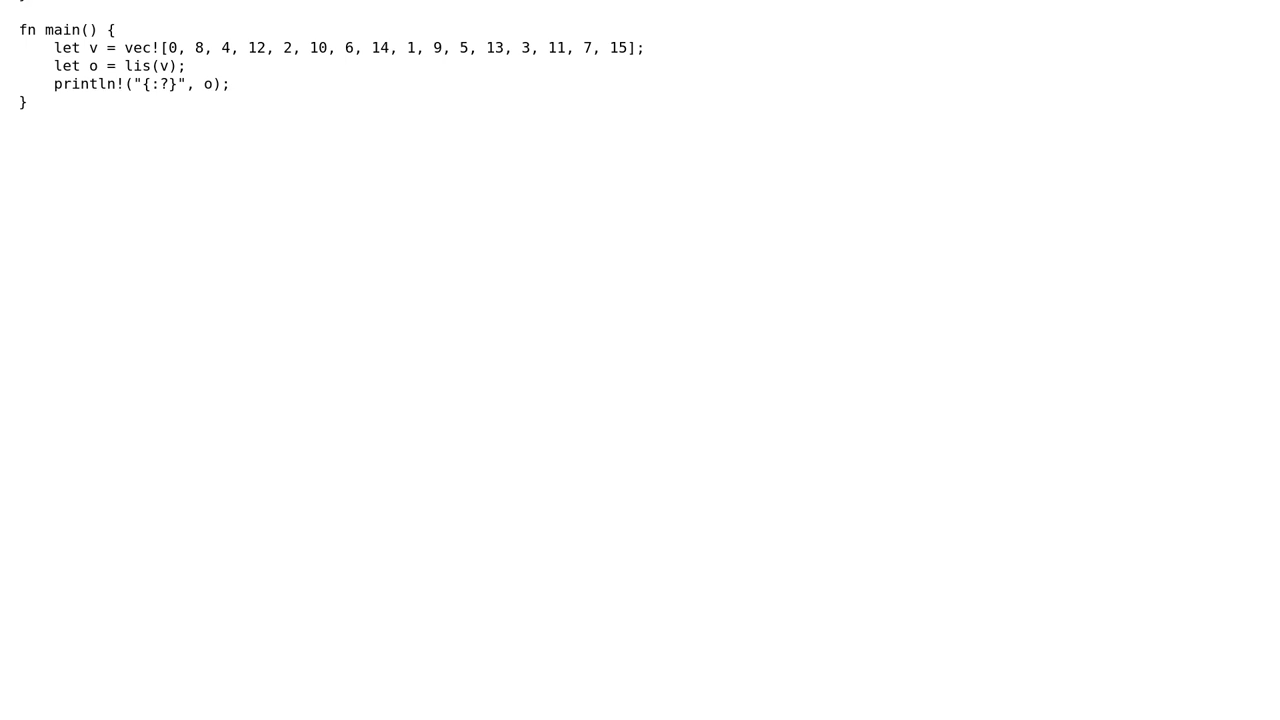 fn main() {
    let v = vec![0, 8, 4, 12, 2, 10, 6, 14, 1, 9, 5, 13, 3, 11, 7, 15];
    let o = lis(v);
    println!("{:?}", o);
}